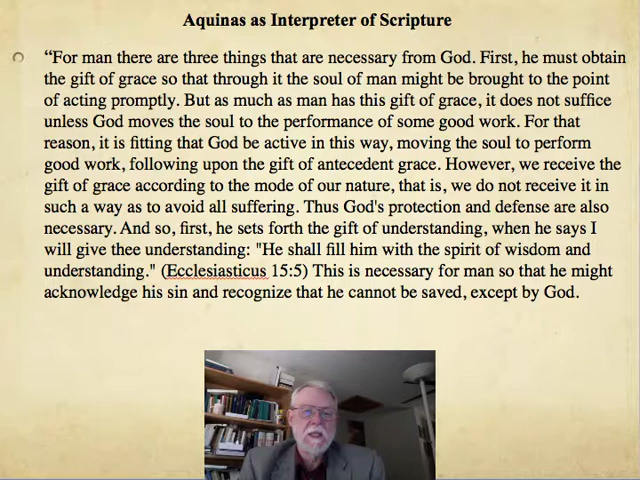 Aquinas as Interpreter of Scripture
“For man there are three things that are necessary from God. First, he must obtain
the gift of grace so that through it the soul of man might be brought to the point
of acting promptly. But as much as man has this gift of grace, it does not suffice
unless God moves the soul to the performance of some good work. For that
reason, it is fitting that God be active in this way, moving the soul to perform
good work, following upon the gift of antecedent grace. However, we receive the
gift of grace according to the mode of our nature, that is, we do not receive it in
such a way as to avoid all suffering. Thus God's protection and defense are also
necessary. And so, first, he sets forth the gift of understanding, when he says I
will give thee understanding: "He shall fill him with the spirit of wisdom and
understanding." (Ecclesiasticus 15:5) This is necessary for man so that he might
acknowledge his sin and recognize that he cannot be saved, except by God.